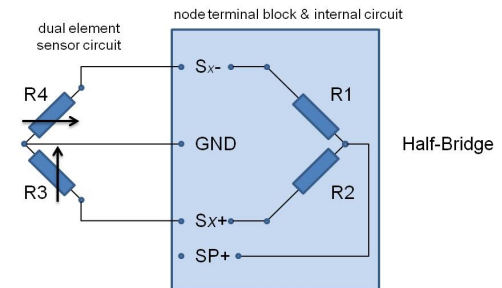 node terminal block & internal circuit
dual element
sensor circuit
Sx-
R4
R1
GND
Half-Bridge
R3
R2
Sx+
SP+